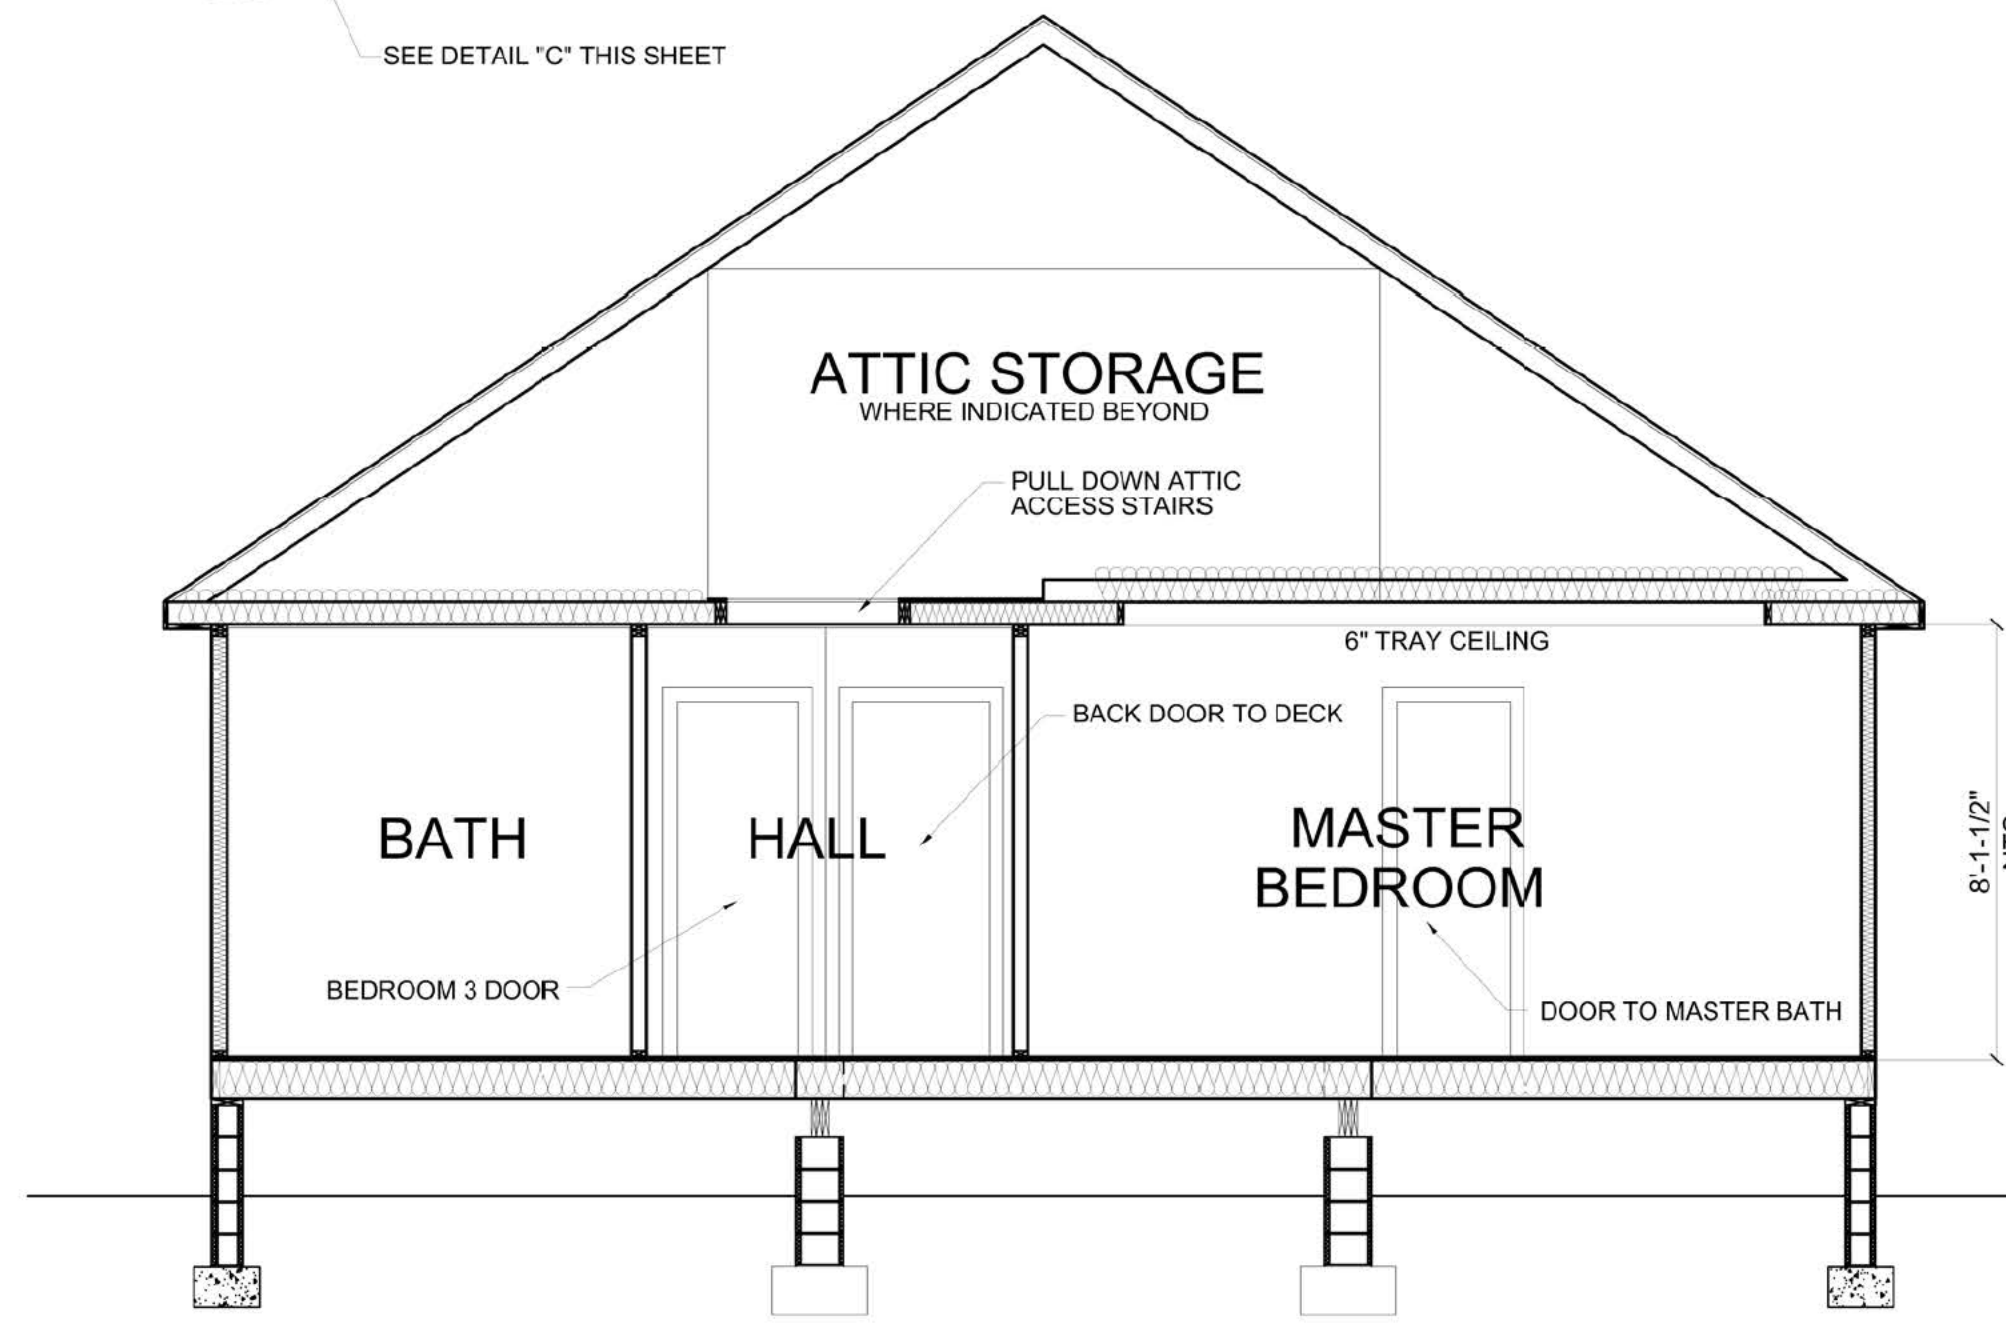 SEE DETAIL "C" THIS SHEET
ATTIC STORAGE
WHERE INDICATED BEYOND
PULL DOWN ATTIC
ACCESS STAIRS
6" TRAY CEILING
BACK DOOR TO DECK
BATH
HALL
MASTER
BEDROOM
8'-1-1/2"
BEDROOM 3 DOOR
DOOR TO MASTER BATH